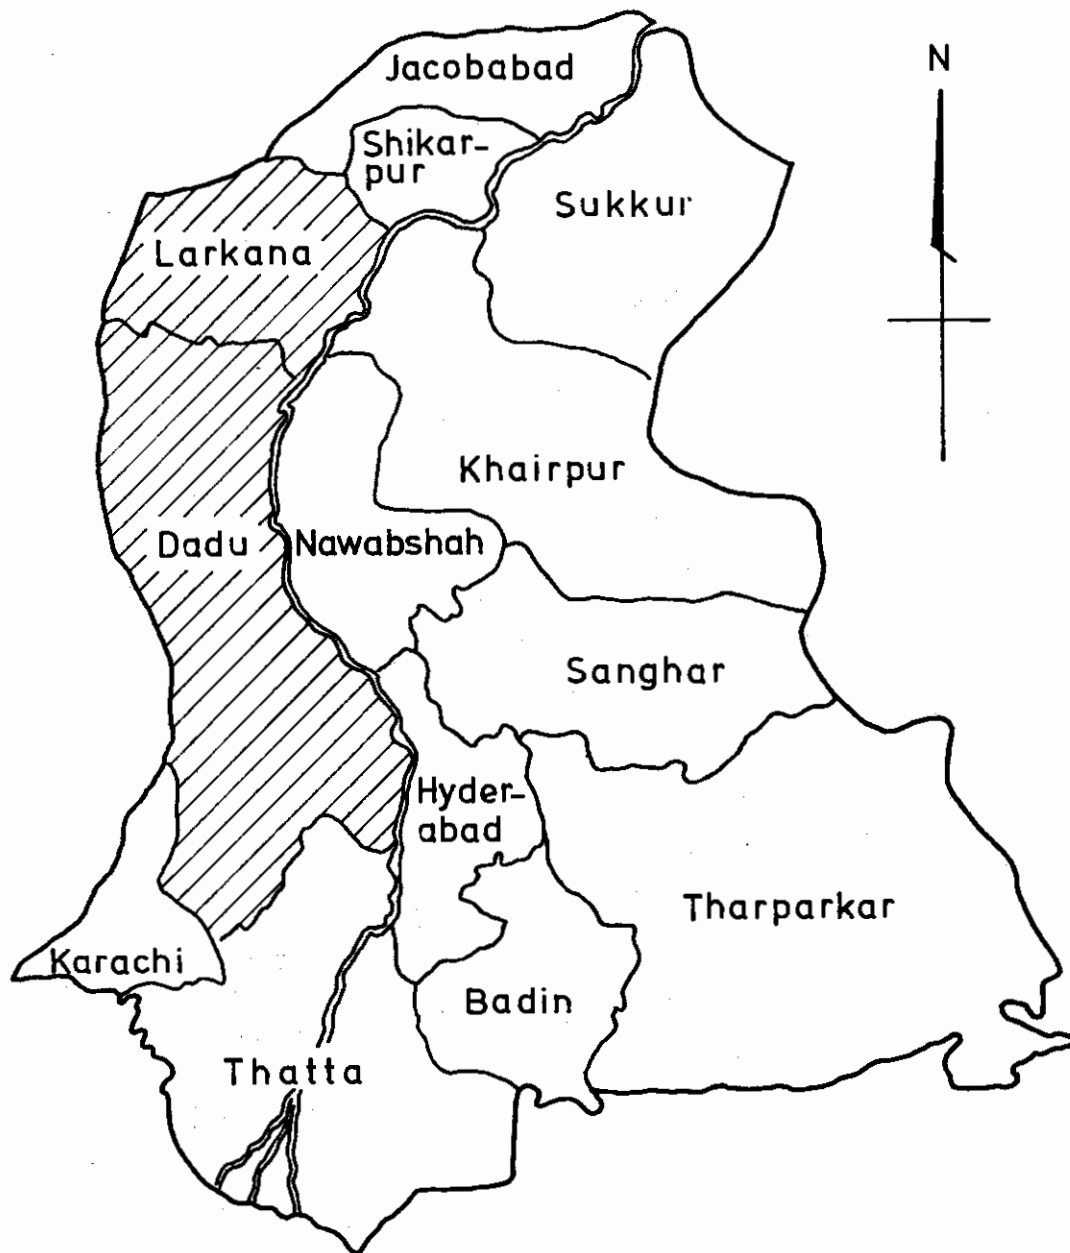 N
Jacobabad
Shikar-
pur
Sukkur
Larkana
Khairpur
Dadu
Nawabshah
Sanghar
Hyder-
abad
Tharparkar
Karachi
Badin
Thatta